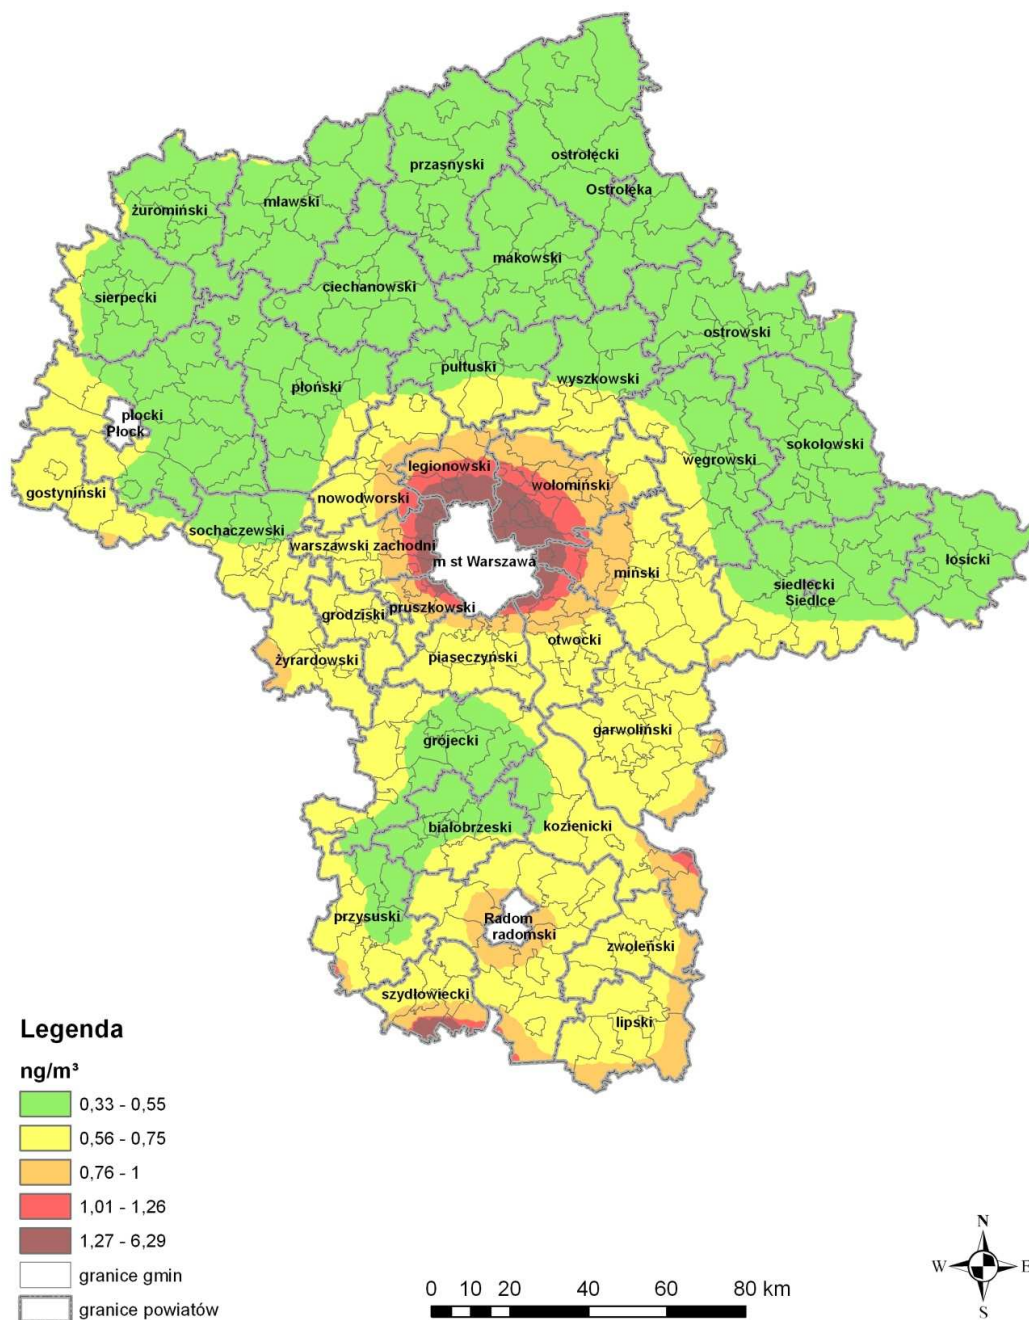 ostrołęcki
przasnyski
Ostrołęka
mławski
żuromiński
makowski
ciechanowski
sierpecki
ostrowski
pułtuski
wyszkowski
płoński
płocki
Płock
sokołowski
węgrowski
legionowski
wołomiński
gostyniński
nowodworski
sochaczewski
warszawski zachodni
m st Warszawa
łosicki
miński
siedlecki
Siedlce
pruszkowski
grodziski
otwocki
piaseczyński
żyrardowski
garwoliński
grójecki
białobrzeski
kozienicki
przysuski
Radom
radomski
zwoleński
szydłowiecki
lipski
Legenda
ng/m³
0,33 - 0,55
0,56 - 0,75
0,76 - 1
1,01 - 1,26
1,27 - 6,29
granice gmin
granice powiatów
0 10 20 40 60 80 km
N
W E
S